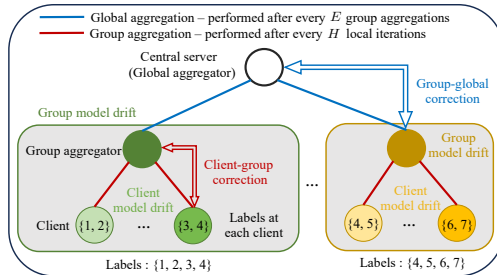 Global aggregation – performed after every E group aggregations
Group aggregation – performed after every H local iterations
Central server
(Global aggregator)
Group-global
correction
Group model drift
Group aggregator
Client-group
correction
Group
model drift
Client
model drift
Client
model drift
Client
{1, 2}
...
{3, 4}
Labels at
each client
...
{4, 5}
...
{6, 7}
Labels : {1, 2, 3, 4}
Labels : {4, 5, 6, 7}